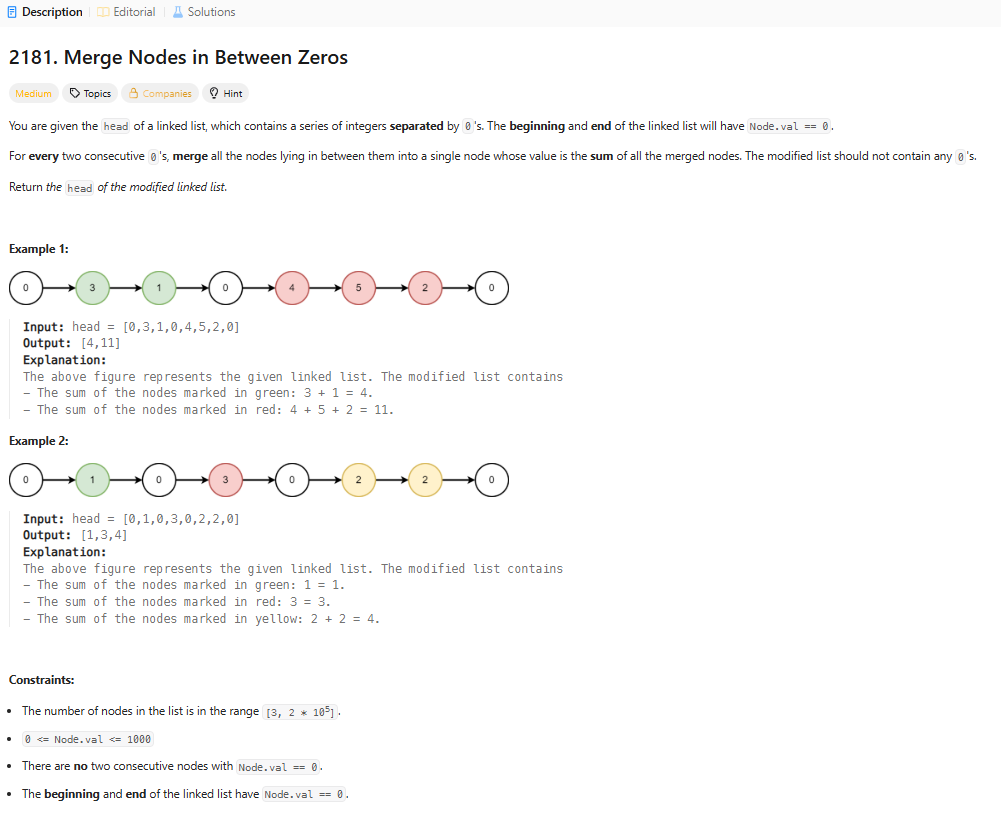 Description Editorial Solutions
2181. Merge Nodes in Between Zeros
Medium Topics Companies Hint
You are given the head of a linked list, which contains a series of integers separated by 0's. The beginning and end of the linked list will have Node.val == 0.
For every two consecutive 0's, merge all the nodes lying in between them into a single node whose value is the sum of all the merged nodes. The modified list should not contain any 0's.
Return the head of the modified linked list.
Example 1:
0 3 1 0 4 5 2 0
Input: head = [0,3,1,0,4,5,2,0]
Output: [4,11]
Explanation:
The above figure represents the given linked list. The modified list contains
– The sum of the nodes marked in green: 3 + 1 = 4.
– The sum of the nodes marked in red: 4 + 5 + 2 = 11.
Example 2:
0 1 0 3 0 2 2 0
Input: head = [0,1,0,3,0,2,2,0]
Output: [1,3,4]
Explanation:
The above figure represents the given linked list. The modified list contains
– The sum of the nodes marked in green: 1 = 1.
– The sum of the nodes marked in red: 3 = 3.
– The sum of the nodes marked in yellow: 2 + 2 = 4.
Constraints:
• The number of nodes in the list is in the range [3, 2 * 10⁵].
• 0 <= Node.val <= 1000
• There are no two consecutive nodes with Node.val == 0.
• The beginning and end of the linked list have Node.val == 0.